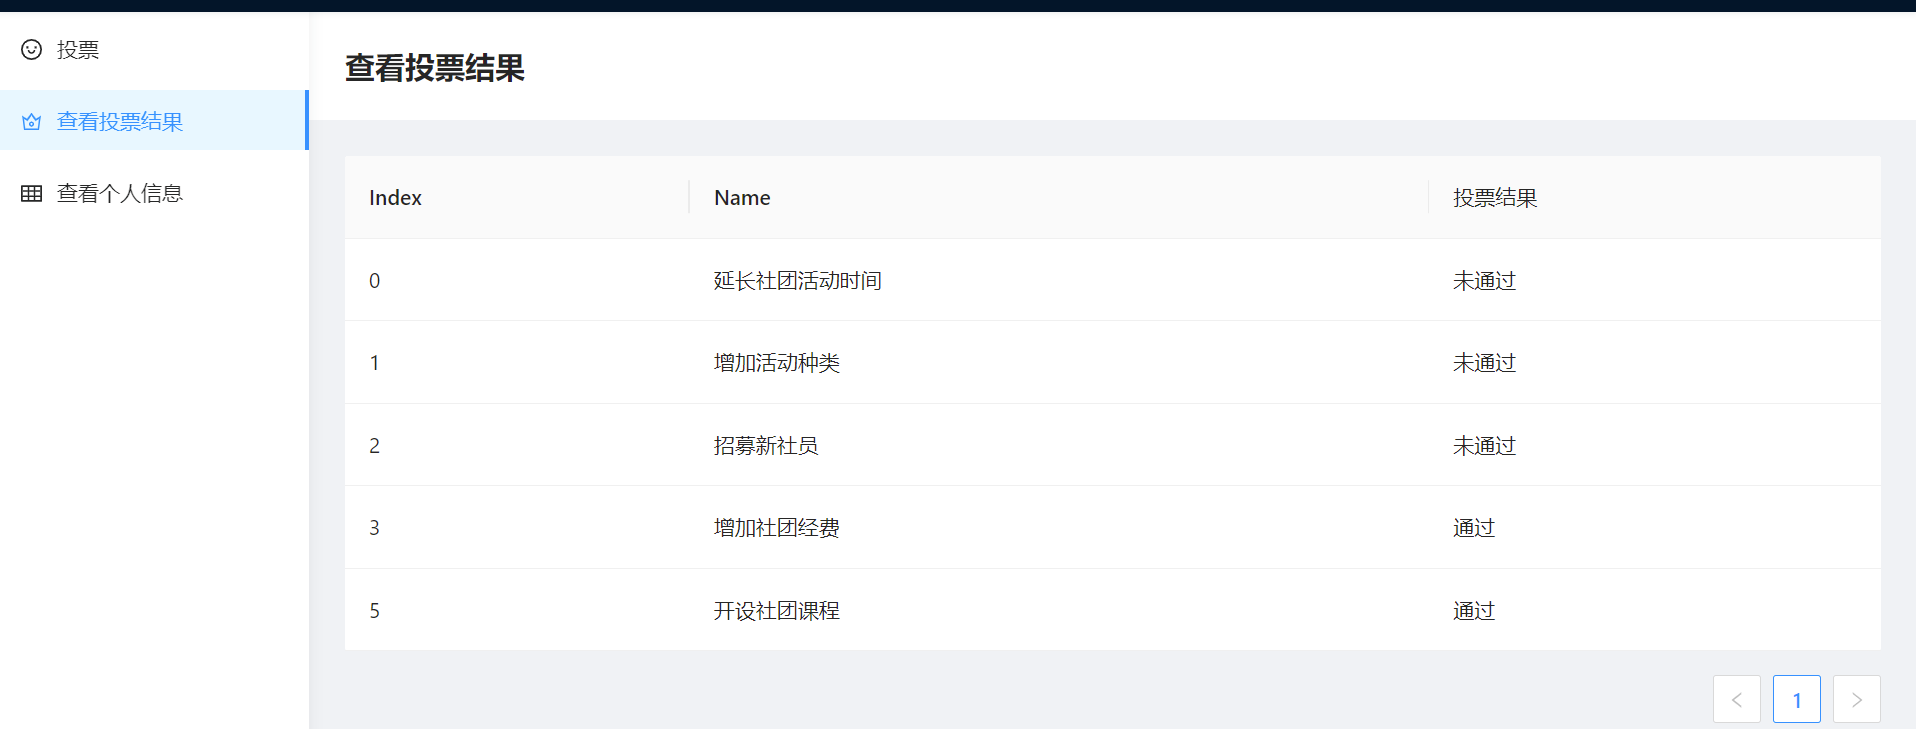 投票
查看投票结果
查看个人信息
查看投票结果
Index Name 投票结果
0 延长社团活动时间 未通过
1 增加活动种类 未通过
2 招募新社员 未通过
3 增加社团经费 通过
5 开设社团课程 通过
< 1 >